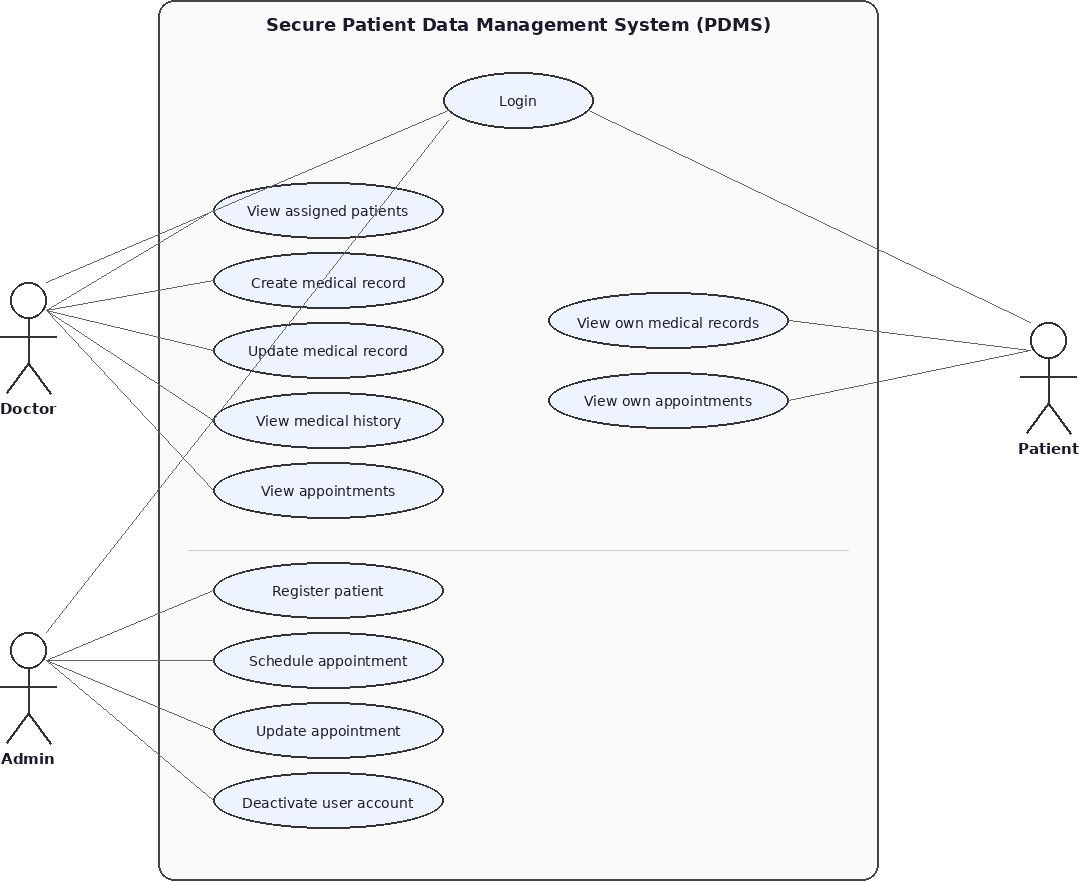 Secure Patient Data Management System (PDMS)
Login
View assigned patients
Create medical record
Update medical record
View medical history
View appointments
View own medical records
View own appointments
Doctor
Patient
Register patient
Schedule appointment
Update appointment
Deactivate user account
Admin